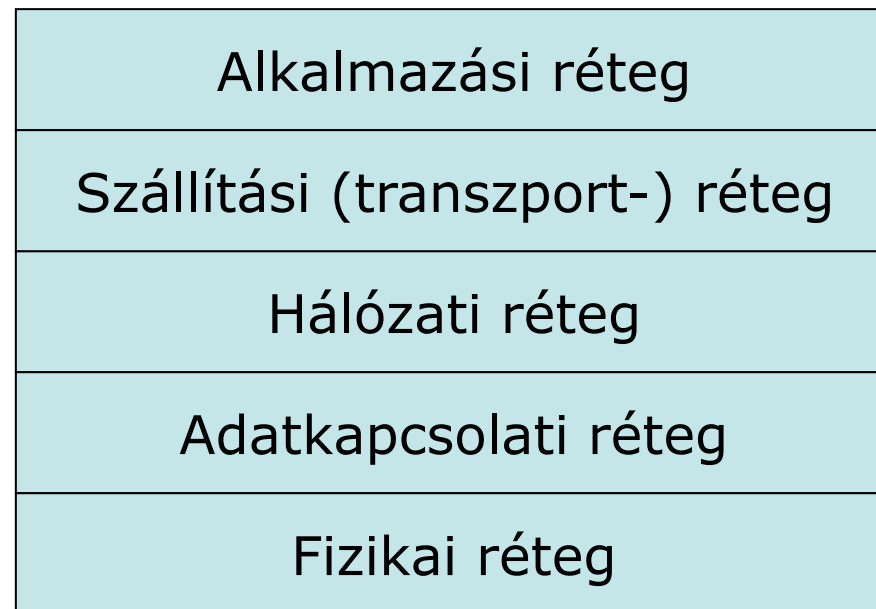 Alkalmazási réteg
Szállítási (transzport-) réteg
Hálózati réteg
Adatkapcsolati réteg
Fizikai réteg